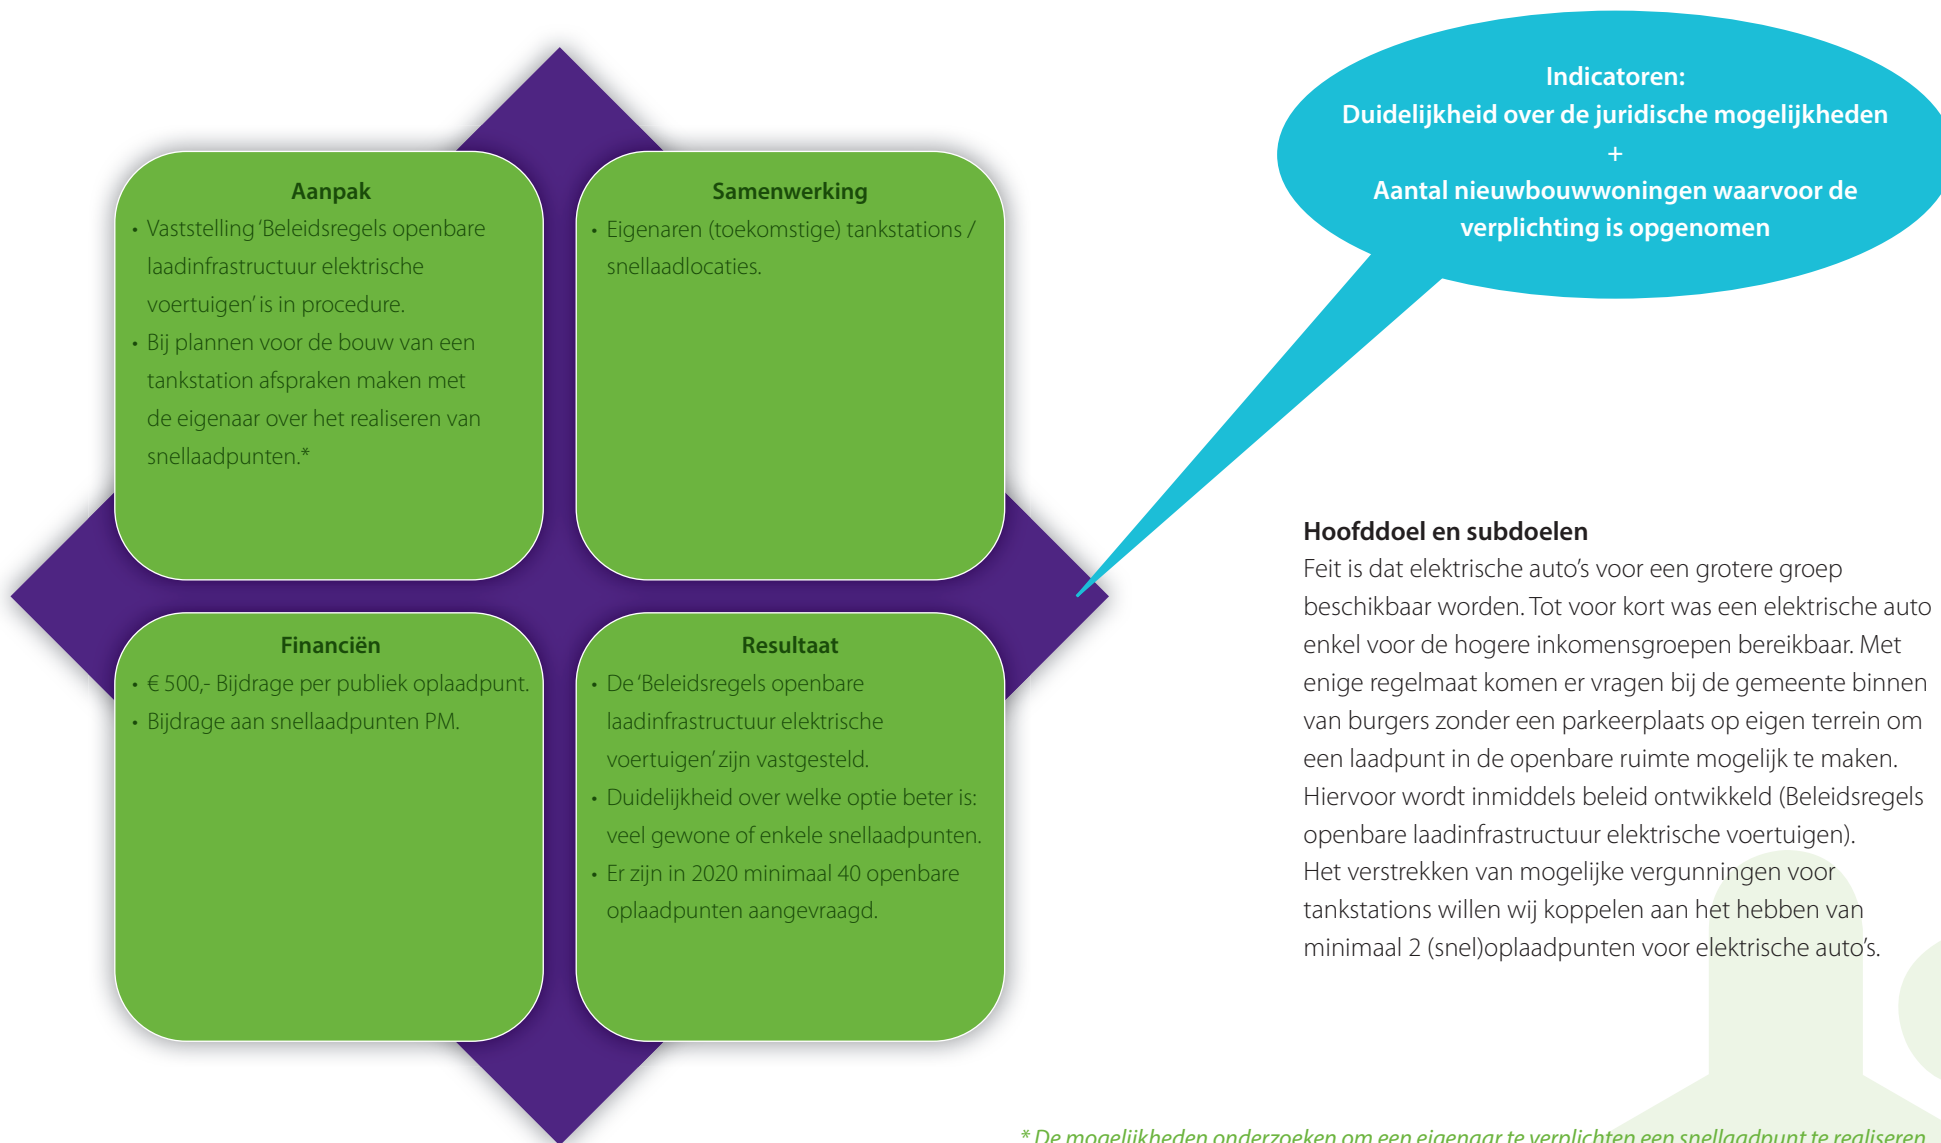 Aanpak
• Vaststelling ‘Beleidsregels openbare
laadinfrastructuur elektrische
voertuigen’ is in procedure.
• Bij plannen voor de bouw van een
tankstation afspraken maken met
de eigenaar over het realiseren van
snellaadpunten.*
Samenwerking
• Eigenaren (toekomstige) tankstations /
snellaadlocaties.
Financiën
• € 500,- Bijdrage per publiek oplaadpunt.
• Bijdrage aan snellaadpunten PM.
Resultaat
• De ‘Beleidsregels openbare
laadinfrastructuur elektrische
voertuigen’ zijn vastgesteld.
• Duidelijkheid over welke optie beter is:
veel gewone of enkele snellaadpunten.
• Er zijn in 2020 minimaal 40 openbare
oplaadpunten aangevraagd.
Indicatoren:
Duidelijkheid over de juridische mogelijkheden
+
Aantal nieuwbouwwoningen waarvoor de
verplichting is opgenomen
Hoofddoel en subdoelen
Feit is dat elektrische auto’s voor een grotere groep
beschikbaar worden. Tot voor kort was een elektrische auto
enkel voor de hogere inkomensgroepen bereikbaar. Met
enige regelmaat komen er vragen bij de gemeente binnen
van burgers zonder een parkeerplaats op eigen terrein om
een laadpunt in de openbare ruimte mogelijk te maken.
Hiervoor wordt inmiddels beleid ontwikkeld (Beleidsregels
openbare laadinfrastructuur elektrische voertuigen).
Het verstrekken van mogelijke vergunningen voor
tankstations willen wij koppelen aan het hebben van
minimaal 2 (snel)oplaadpunten voor elektrische auto’s.
* De mogelijkheden onderzoeken om een eigenaar te verplichten een snellaadpunt te realiseren.